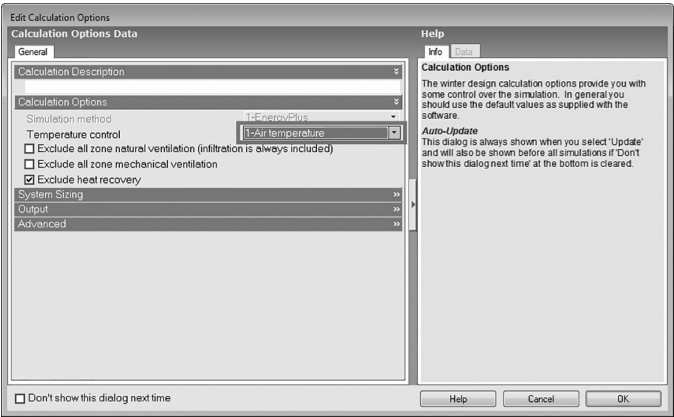 Edit Calculation Options
Calculation Options Data
General
Calculation Description
Calculation Options
Simulation method 1-EnergyPlus
Temperature control 1-Air temperature
Exclude all zone natural ventilation (infiltration is always included)
Exclude all zone mechanical ventilation
Exclude heat recovery
System Sizing
Output
Advanced
Don't show this dialog next time
Help
Info Data
Calculation Options
The winter design calculation options provide you with
some control over the simulation. In general you
should use the default values as supplied with the
software.
Auto-Update
This dialog is always shown when you select 'Update'
and will also be shown before all simulations if 'Don't
show this dialog next time' at the bottom is cleared.
Help Cancel OK